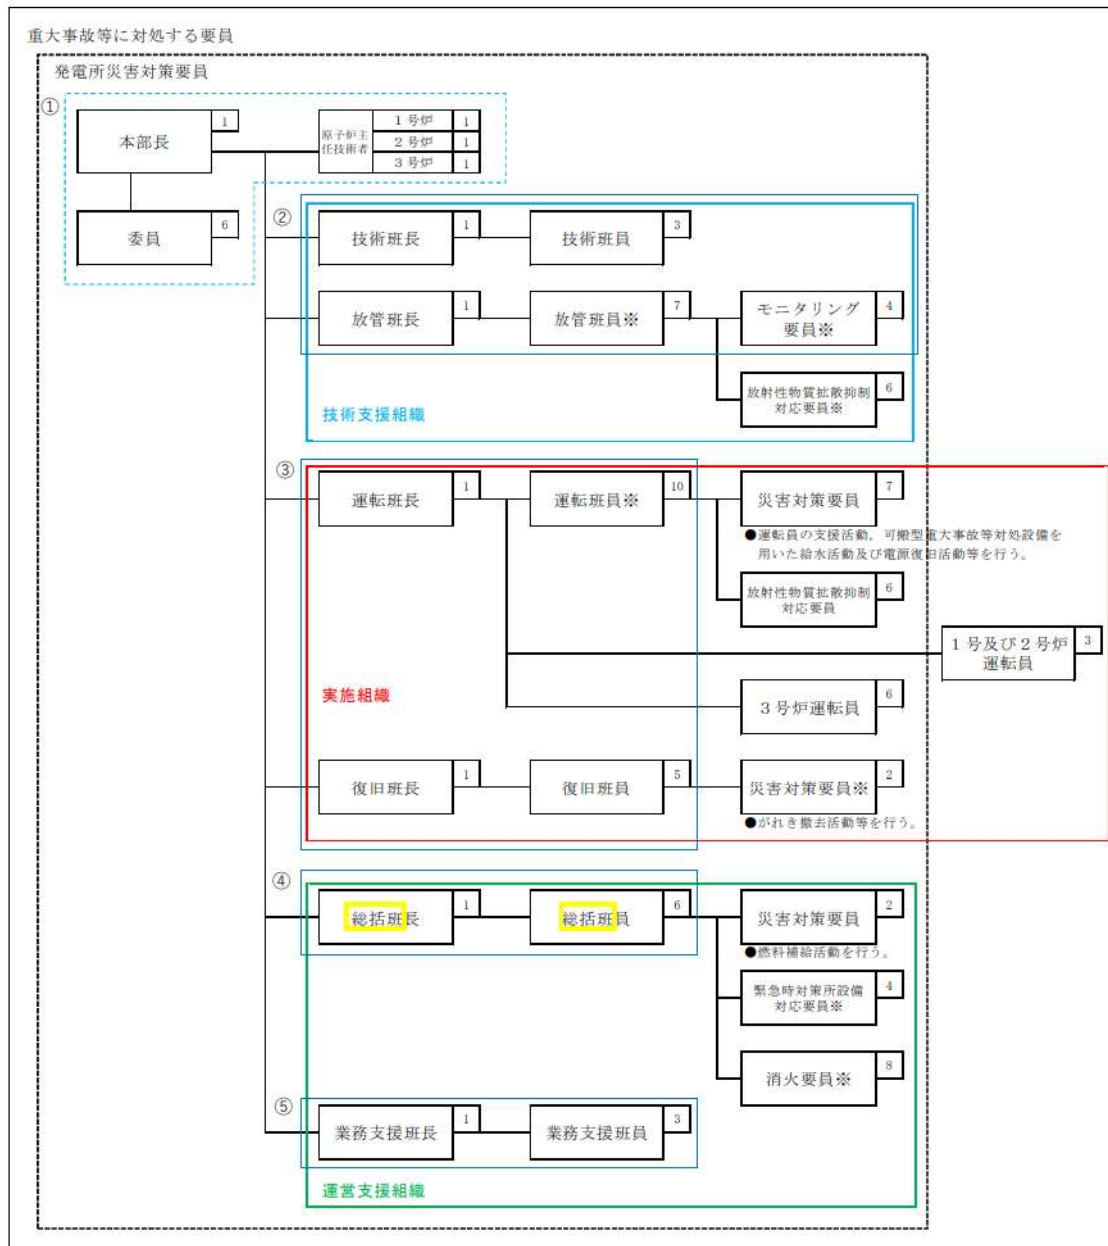 重大事故等に対処する要員
発電所災害対策要員
①
本部長
1
原子炉主
任技術者
1号炉
1
2号炉
1
3号炉
1
委員
6
②
技術班長
1
技術班員
3
放管班長
1
放管班員※
7
モニタリング
要員※
4
放射性物質拡散抑制
対応要員※
6
技術支援組織
③
運転班長
1
運転班員※
10
災害対策要員
7
●運転員の支援活動，可搬型重大事故等対処設備を
用いた給水活動及び電源復旧活動等を行う。
放射性物質拡散抑制
対応要員
6
1号及び2号炉
運転員
3
実施組織
3号炉運転員
6
復旧班長
1
復旧班員
5
災害対策要員※
2
●がれき撤去活動等を行う。
④
総括班長
1
総括班員
6
災害対策要員
2
●燃料補給活動を行う。
緊急時対策所設備
対応要員※
4
消火要員※
8
⑤
業務支援班長
1
業務支援班員
3
運営支援組織